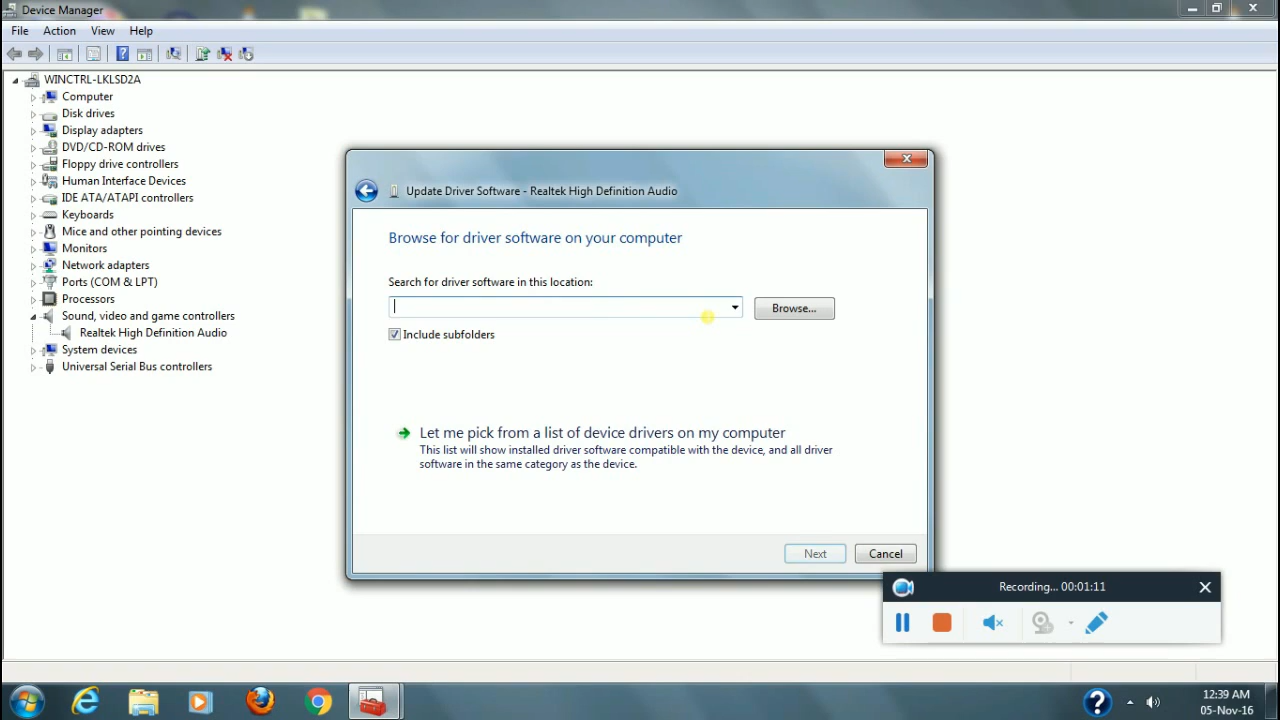 Device Manager
File Action View Help
WINCTRL-LKLSD2A
Computer
Disk drives
Display adapters
DVD/CD-ROM drives
Floppy drive controllers
Human Interface Devices
IDE ATA/ATAPI controllers
Keyboards
Mice and other pointing devices
Monitors
Network adapters
Ports (COM & LPT)
Processors
Sound, video and game controllers
Realtek High Definition Audio
System devices
Universal Serial Bus controllers
Update Driver Software - Realtek High Definition Audio
Browse for driver software on your computer
Search for driver software in this location:
Browse...
Include subfolders
Let me pick from a list of device drivers on my computer
This list will show installed driver software compatible with the device, and all driver
software in the same category as the device.
Next Cancel
Recording... 00:01:11
12:39 AM
05-Nov-16